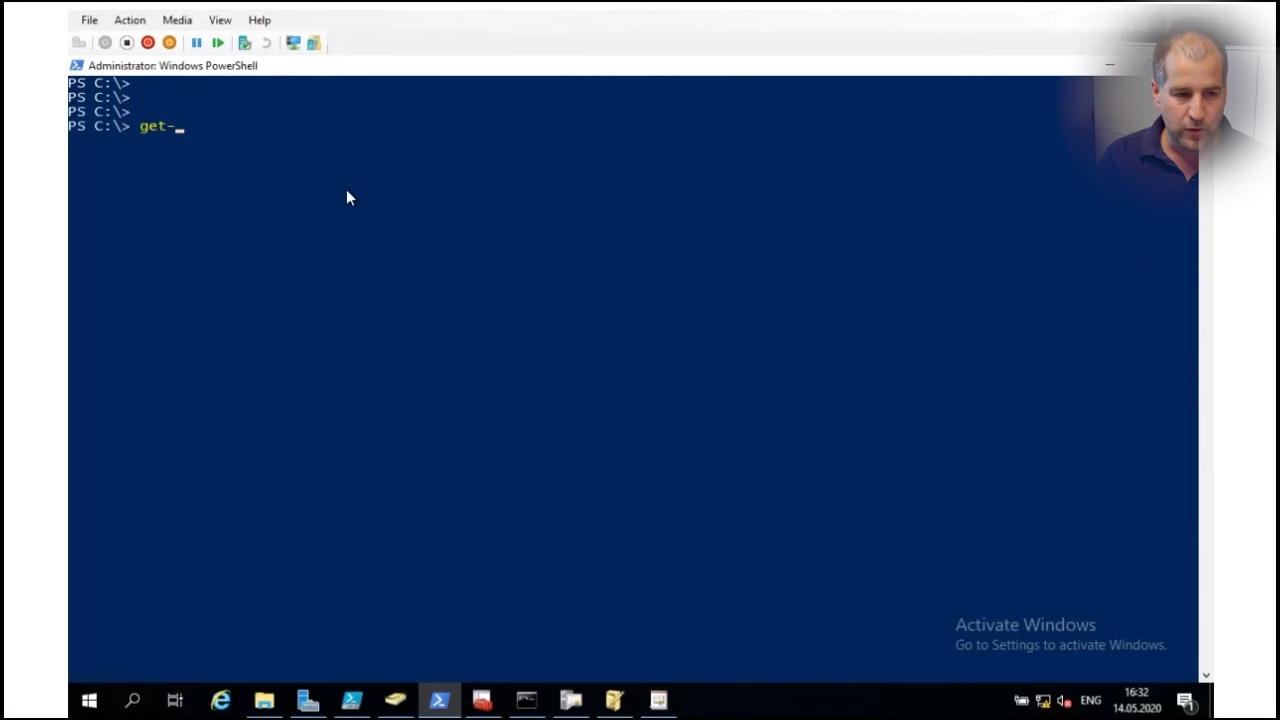 File Action Media View Help
Administrator: Windows PowerShell
PS C:\>
PS C:\>
PS C:\>
PS C:\> get-_
Activate Windows
Go to Settings to activate Windows.
ENG
16:32
14.05.2020
1